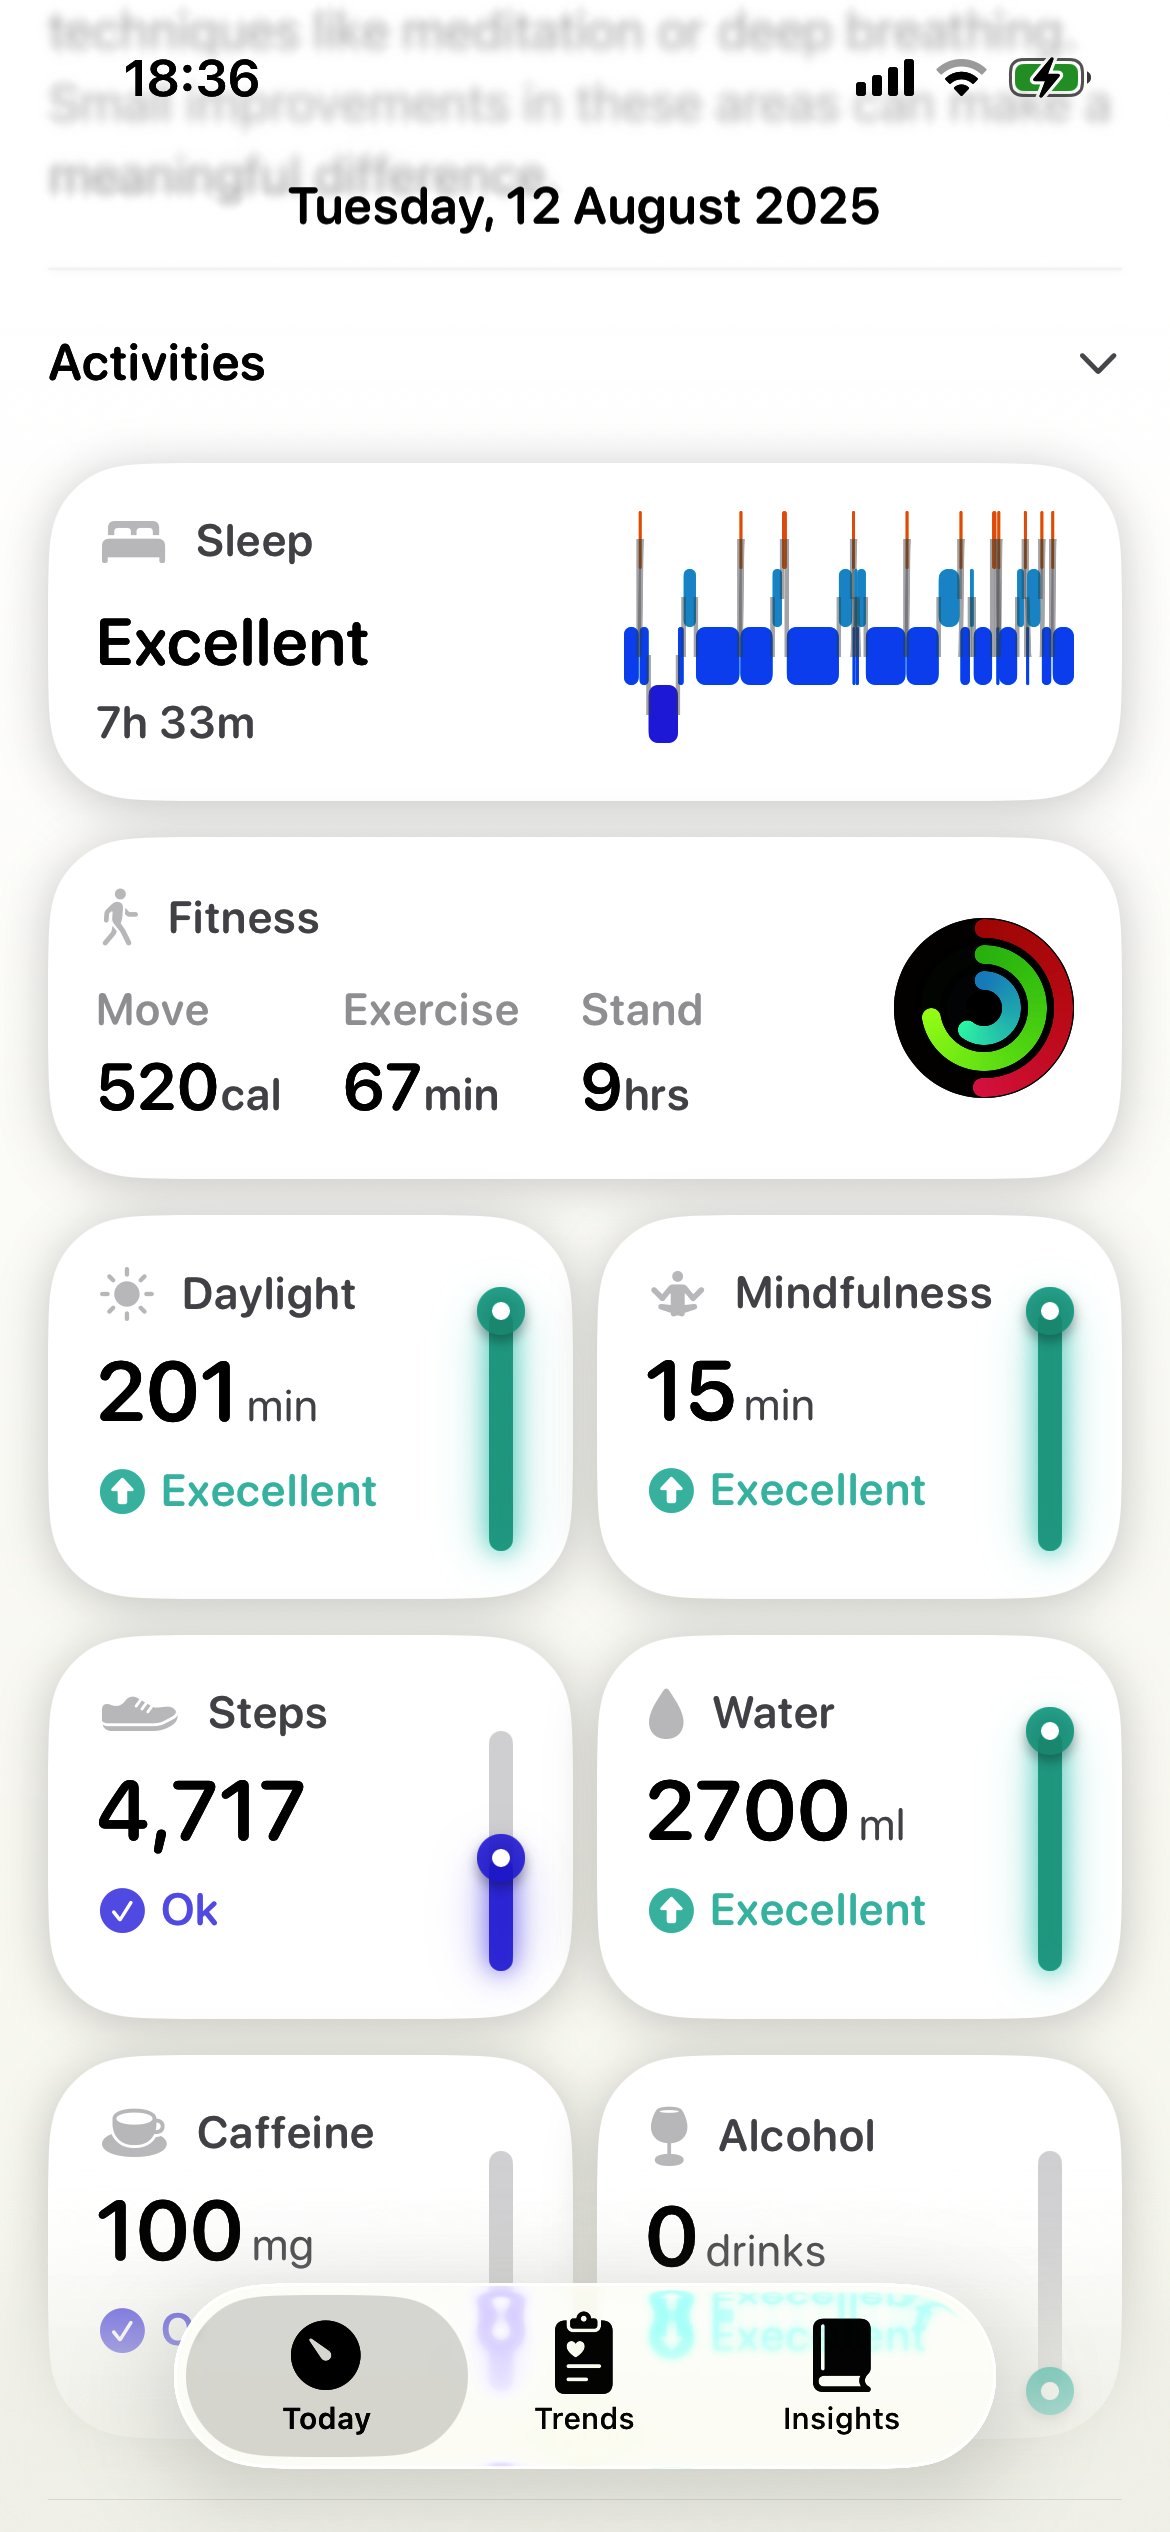 techniques like meditation or deep breathing.
18:36
Small improvements in these areas can make a
meaningful difference.
Tuesday, 12 August 2025
Activities
Sleep
Excellent
7h 33m
Fitness
Move Exercise Stand
520cal 67min 9hrs
Daylight
201 min
Execellent
Mindfulness
15 min
Execellent
Steps
4,717
Ok
Water
2700 ml
Execellent
Caffeine
100 mg
Alcohol
0 drinks
Execellent
Today Trends Insights